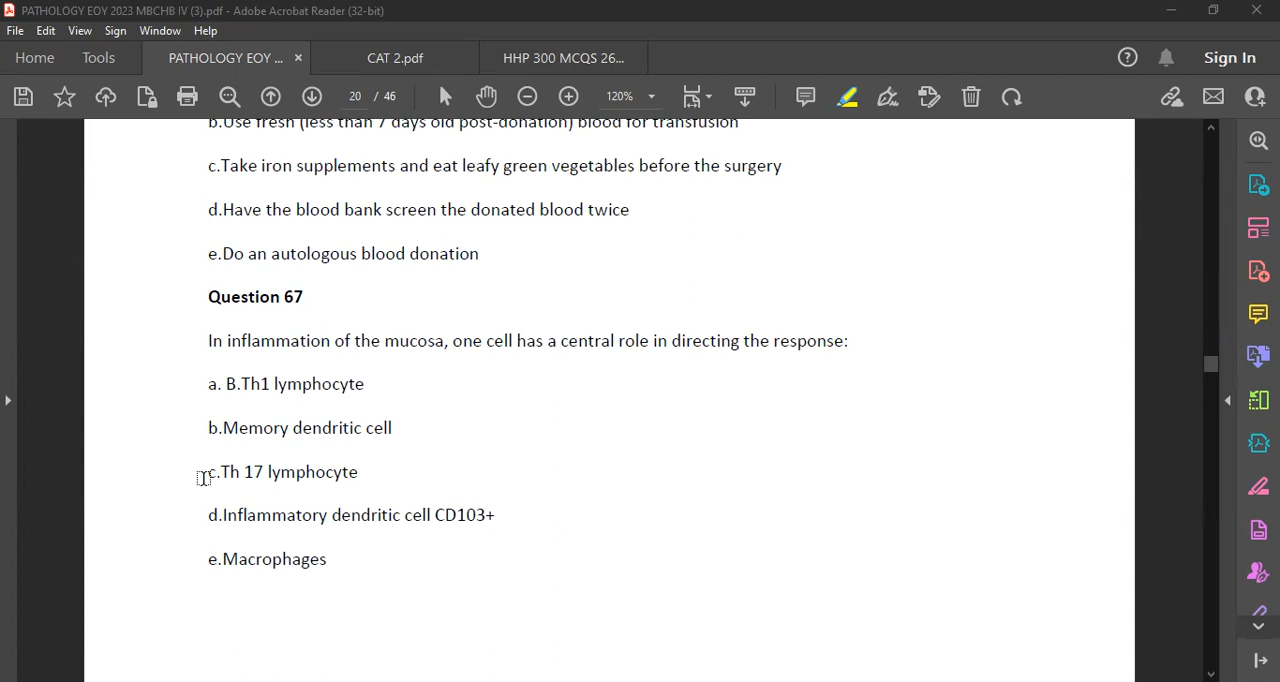 PATHOLOGY EOY 2023 MBCHB IV (3).pdf - Adobe Acrobat Reader (32-bit)
File Edit View Sign Window Help
Home Tools PATHOLOGY EOY ... × CAT 2.pdf HHP 300 MCQS 26... Sign In
20 / 46 120%
b.Use fresh (less than 7 days old post-donation) blood for transfusion
c.Take iron supplements and eat leafy green vegetables before the surgery
d.Have the blood bank screen the donated blood twice
e.Do an autologous blood donation
Question 67
In inflammation of the mucosa, one cell has a central role in directing the response:
a. B.Th1 lymphocyte
b.Memory dendritic cell
c.Th 17 lymphocyte
d.Inflammatory dendritic cell CD103+
e.Macrophages